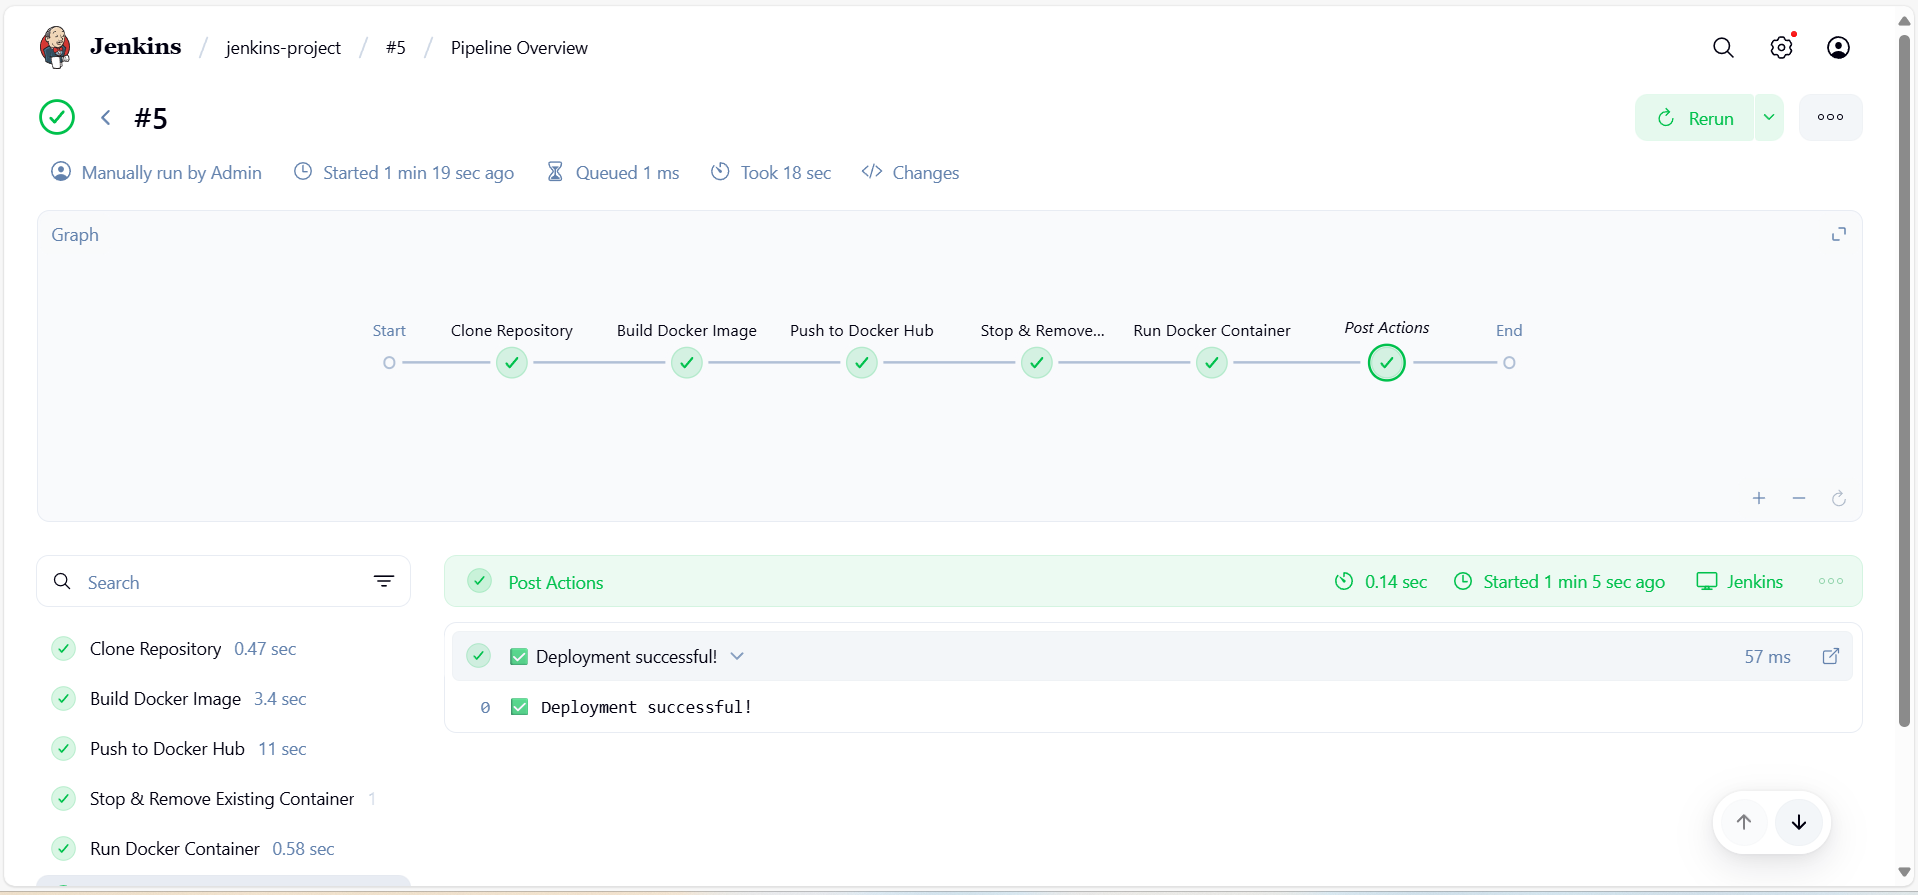 Jenkins / jenkins-project / #5 / Pipeline Overview
#5
Rerun
Manually run by Admin Started 1 min 19 sec ago Queued 1 ms Took 18 sec Changes
Graph
Start Clone Repository Build Docker Image Push to Docker Hub Stop & Remove... Run Docker Container Post Actions End
Search
Post Actions 0.14 sec Started 1 min 5 sec ago Jenkins
Clone Repository 0.47 sec
Build Docker Image 3.4 sec
Push to Docker Hub 11 sec
Stop & Remove Existing Container 1
Run Docker Container 0.58 sec
✅ Deployment successful! 57 ms
0 ✅ Deployment successful!